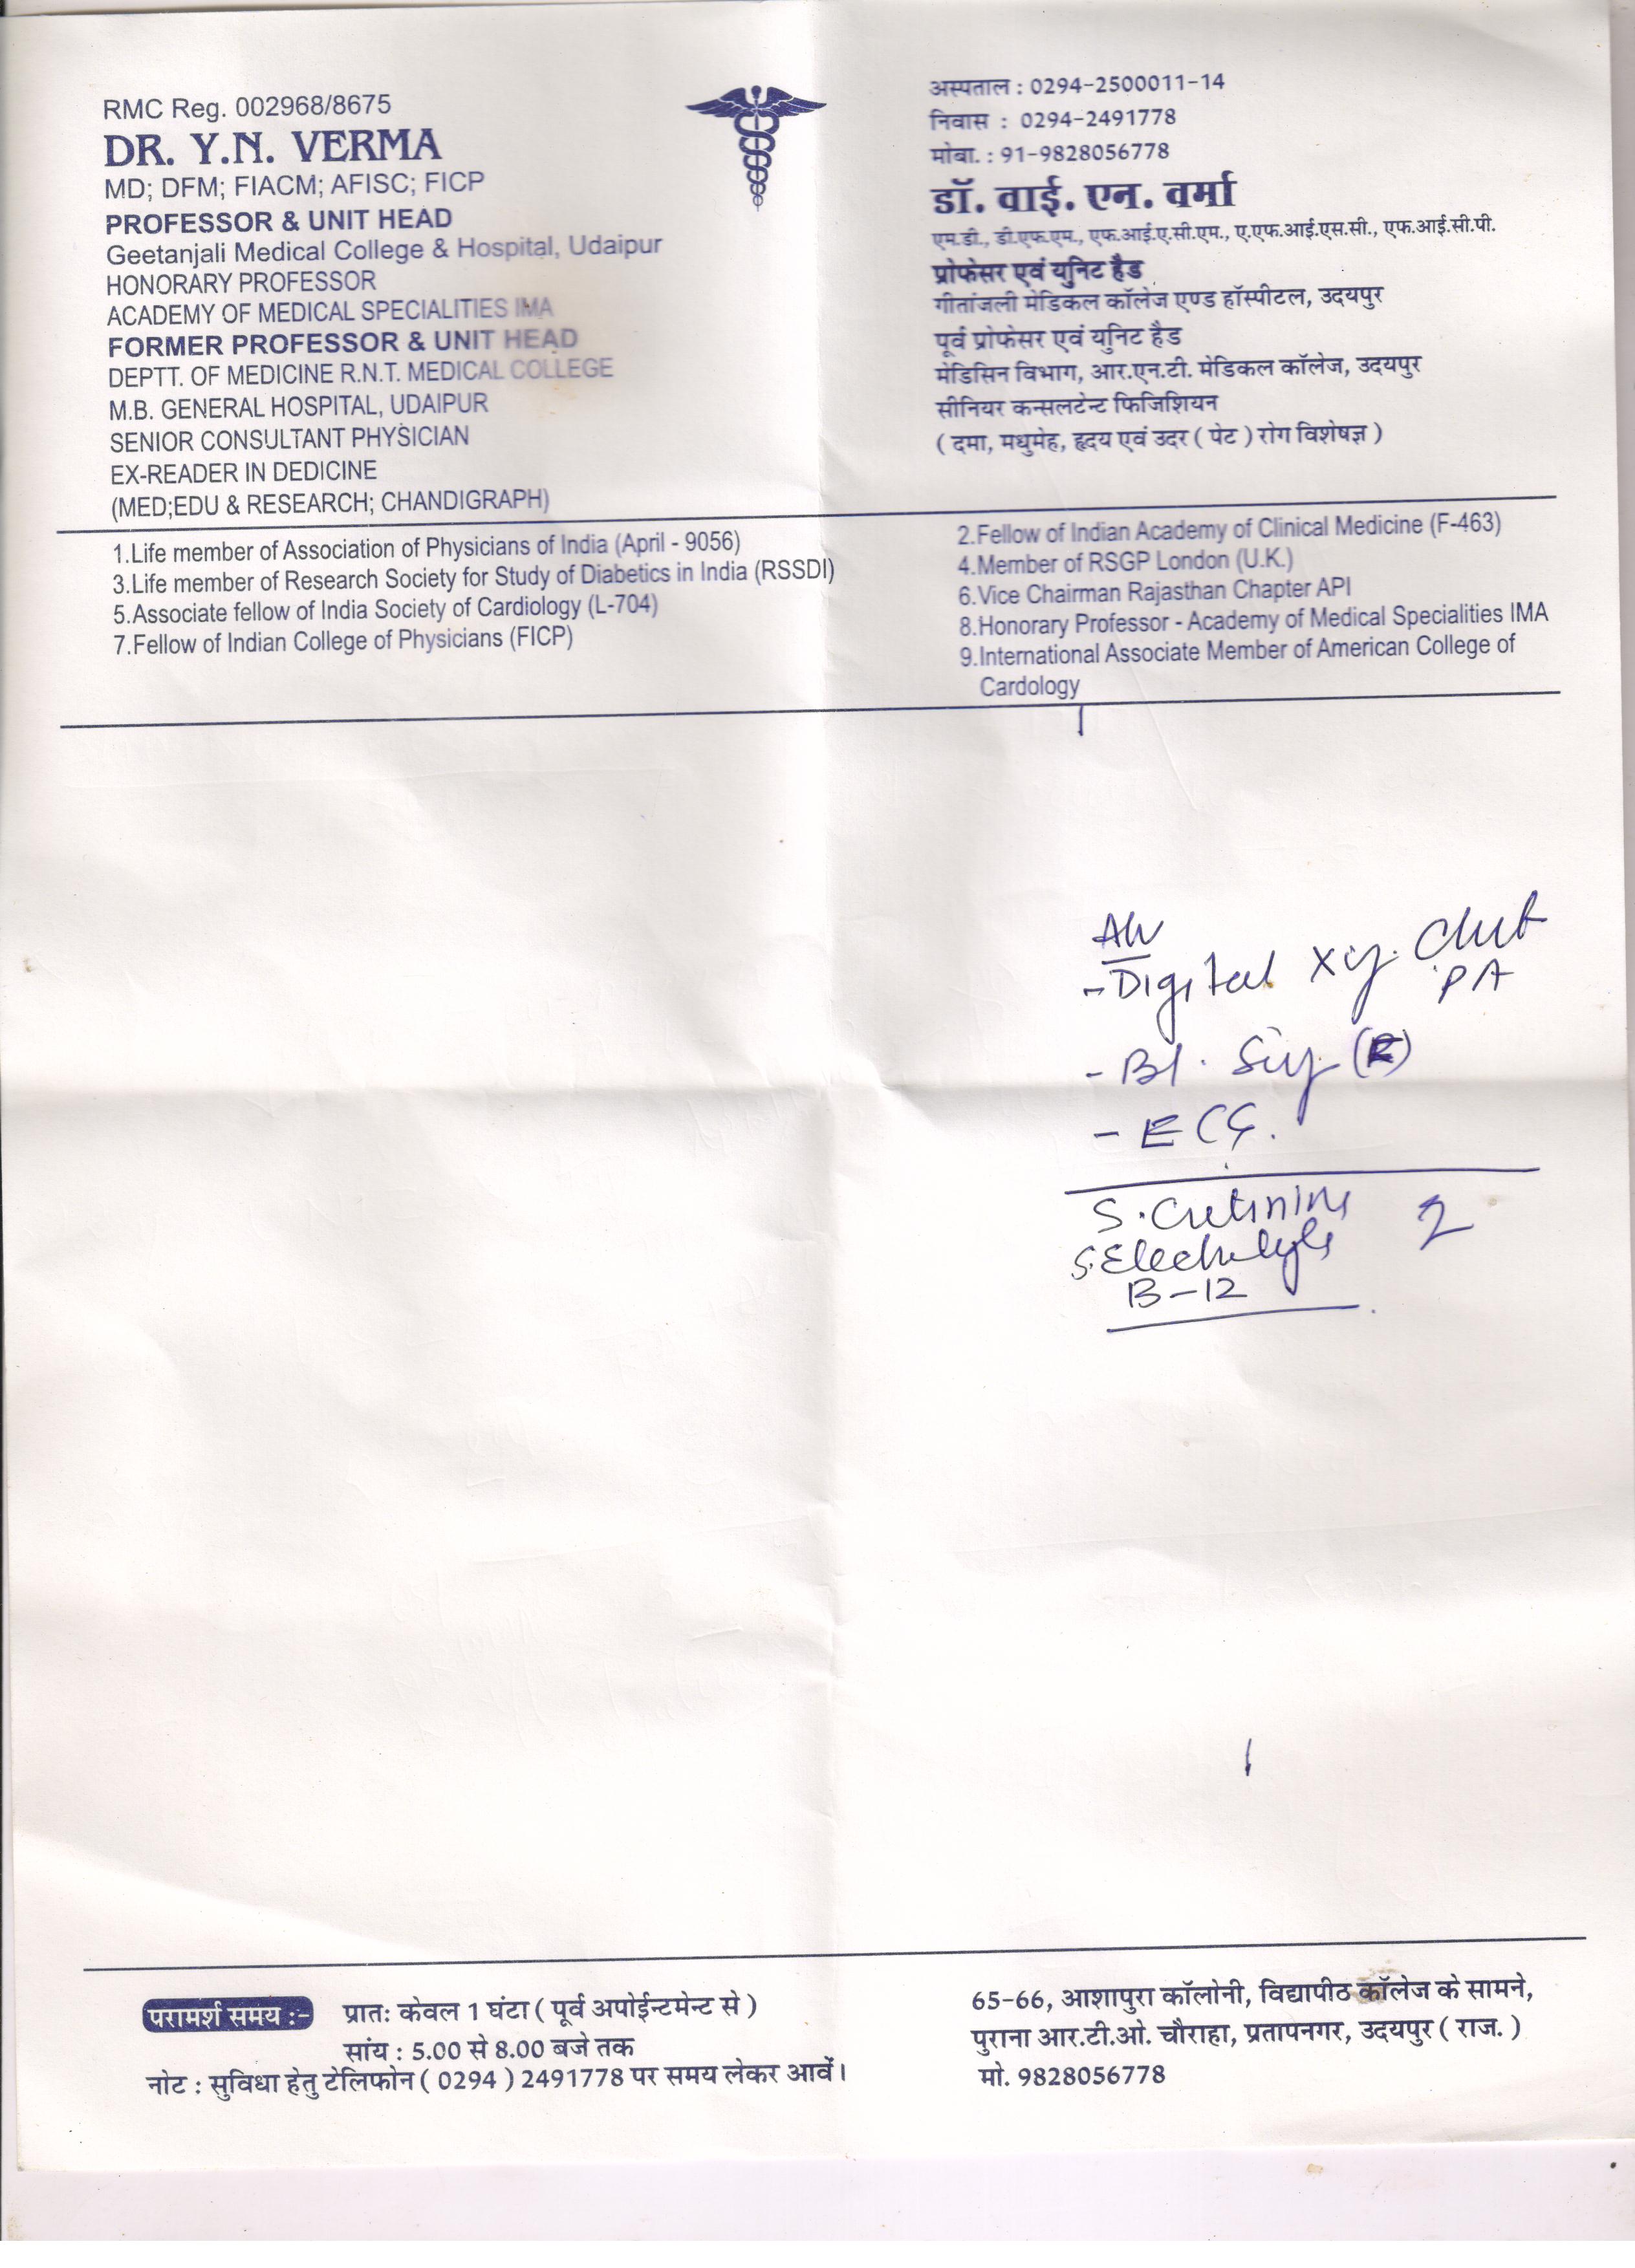 RMC Reg. 002968/8675
DR. Y.N. VERMA
MD; DFM; FIACM; AFISC; FICP
PROFESSOR & UNIT HEAD
Geetanjali Medical College & Hospital, Udaipur
HONORARY PROFESSOR
ACADEMY OF MEDICAL SPECIALITIES IMA
FORMER PROFESSOR & UNIT HEAD
DEPTT. OF MEDICINE R.N.T. MEDICAL COLLEGE
M.B. GENERAL HOSPITAL, UDAIPUR
SENIOR CONSULTANT PHYSICIAN
EX-READER IN DEDICINE
(MED;EDU & RESEARCH; CHANDIGRAPH)
अस्पताल : 0294-2500011-14
निवास : 0294-2491778
मोबा. : 91-9828056778
डॉ. वाई. एन. वर्मा
एम.डी., डी.एफ.एम., एफ.आई.ए.सी.एम., ए.एफ.आई.एस.सी., एफ.आई.सी.पी.
प्रोफेसर एवं युनिट हैड
गीतांजली मेडिकल कॉलेज एण्ड हॉस्पीटल, उदयपुर
पूर्व प्रोफेसर एवं युनिट हैड
मेडिसिन विभाग, आर.एन.टी. मेडिकल कॉलेज, उदयपुर
सीनियर कन्सलटेन्ट फिजिशियन
( दमा, मधुमेह, हृदय एवं उदर ( पेट ) रोग विशेषज्ञ )
1.Life member of Association of Physicians of India (April - 9056)
2.Fellow of Indian Academy of Clinical Medicine (F-463)
3.Life member of Research Society for Study of Diabetics in India (RSSDI)
4.Member of RSGP London (U.K.)
5.Associate fellow of India Society of Cardiology (L-704)
6.Vice Chairman Rajasthan Chapter API
7.Fellow of Indian College of Physicians (FICP)
8.Honorary Professor - Academy of Medical Specialities IMA
9.International Associate Member of American College of
Cardology
- Digital
PA
- Bl. (R)
- ECG.
S. Cretinine 2
S. Electrolyte
B-12
परामर्श समय :-
प्रातः केवल 1 घंटा ( पूर्व अपोईन्टमेन्ट से )
सांय : 5.00 से 8.00 बजे तक
नोट : सुविधा हेतु टेलिफोन ( 0294 ) 2491778 पर समय लेकर आवें।
65-66, आशापुरा कॉलोनी, विद्यापीठ कॉलेज के सामने,
पुराना आर.टी.ओ. चौराहा, प्रतापनगर, उदयपुर ( राज. )
मो. 9828056778